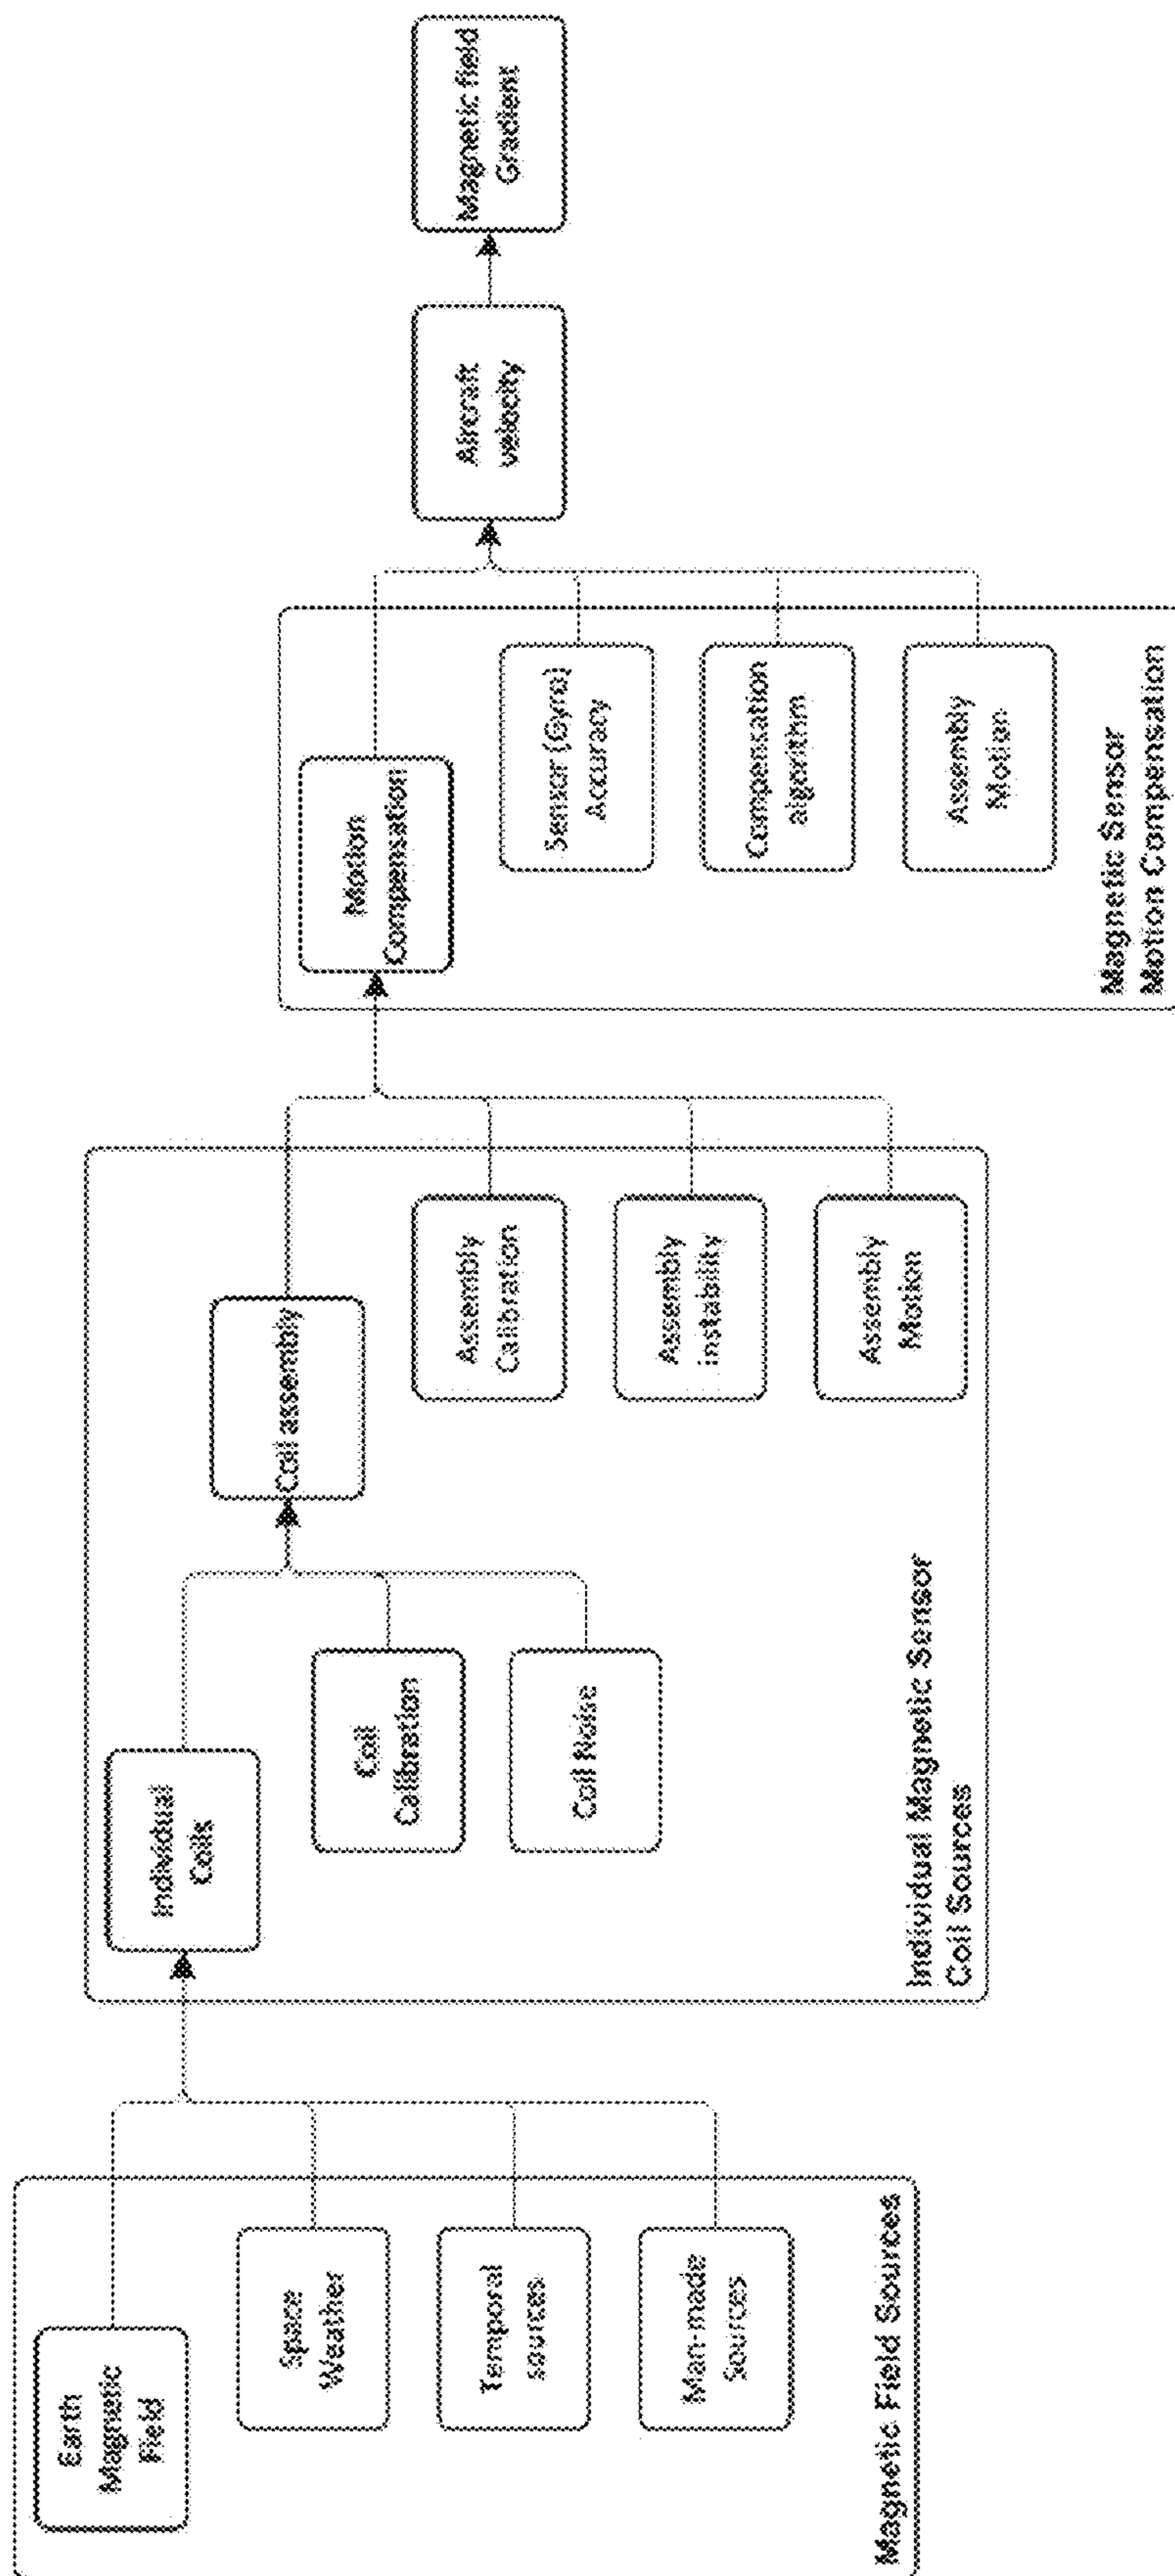 Earth
Magnetic
Field
Space
Weather
Temporal
sources
Man-made
Sources
Magnetic Field Sources
Individual
Coils
Coil
Calibration
Coil Noise
Coil assembly
Assembly
Calibration
Assembly
instability
Assembly
Motion
Individual Magnetic Sensor
Coil Sources
Motion
Compensation
Sensor (Gyro)
Accuracy
Compensation
algorithm
Assembly
Motion
Magnetic Sensor
Motion Compensation
Aircraft
velocity
Magnetic field
Gradient